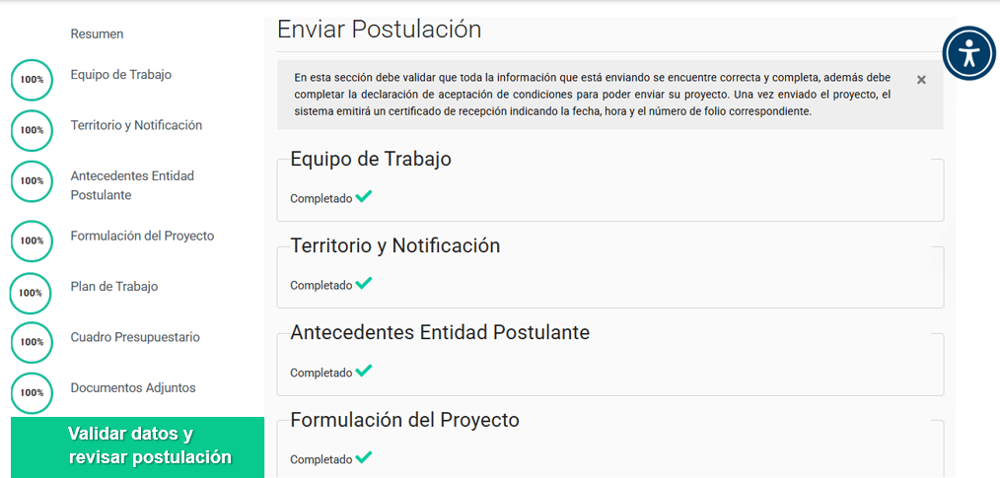 Resumen
100%
Equipo de Trabajo
100%
Territorio y Notificación
100%
Antecedentes Entidad
Postulante
100%
Formulación del Proyecto
100%
Plan de Trabajo
100%
Cuadro Presupuestario
100%
Documentos Adjuntos
Validar datos y
revisar postulación
Enviar Postulación
En esta sección debe validar que toda la información que está enviando se encuentre correcta y completa, además debe
completar la declaración de aceptación de condiciones para poder enviar su proyecto. Una vez enviado el proyecto, el
sistema emitirá un certificado de recepción indicando la fecha, hora y el número de folio correspondiente.
×
Equipo de Trabajo
Completado
Territorio y Notificación
Completado
Antecedentes Entidad Postulante
Completado
Formulación del Proyecto
Completado